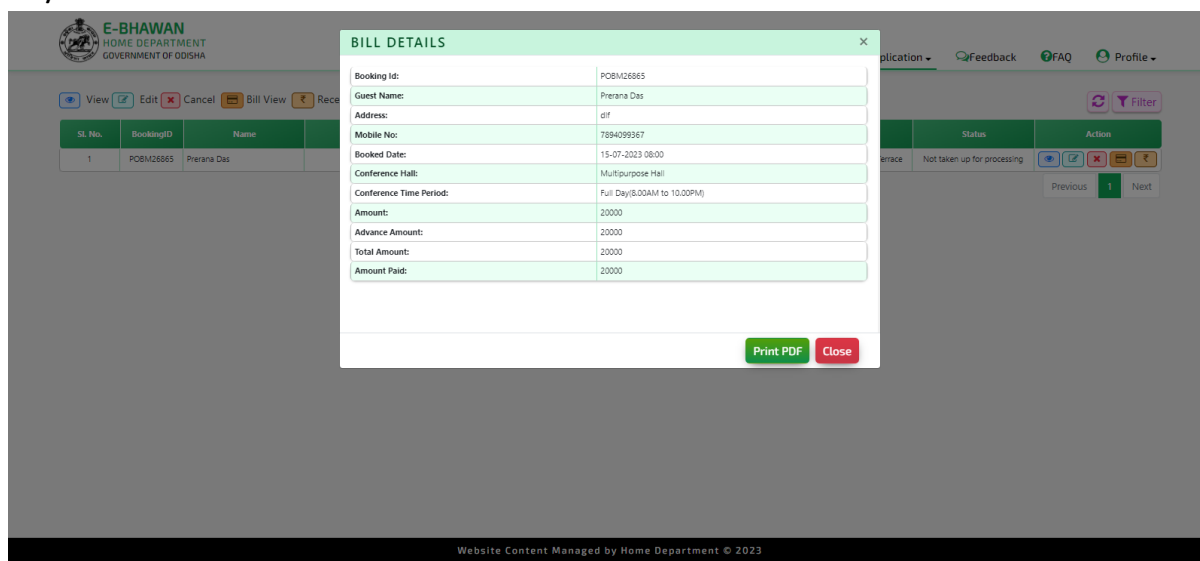 E-BHAWAN
HOME DEPARTMENT
GOVERNMENT OF ODISHA
plication
Feedback
FAQ
Profile
BILL DETAILS ×
Booking Id: POBM26865
Guest Name: Prerana Das
Address: dlf
Mobile No: 7894099367
Booked Date: 15-07-2023 08:00
Conference Hall: Multipurpose Hall
Conference Time Period: Full Day(8.00AM to 10.00PM)
Amount: 20000
Advance Amount: 20000
Total Amount: 20000
Amount Paid: 20000
Print PDF Close
View Edit Cancel Bill View ₹ Rece
Filter
SL No. BookingID Name Status Action
1 POBM26865 Prerana Das errace Not taken up for processing ₹
Previous 1 Next
Website Content Managed by Home Department © 2023